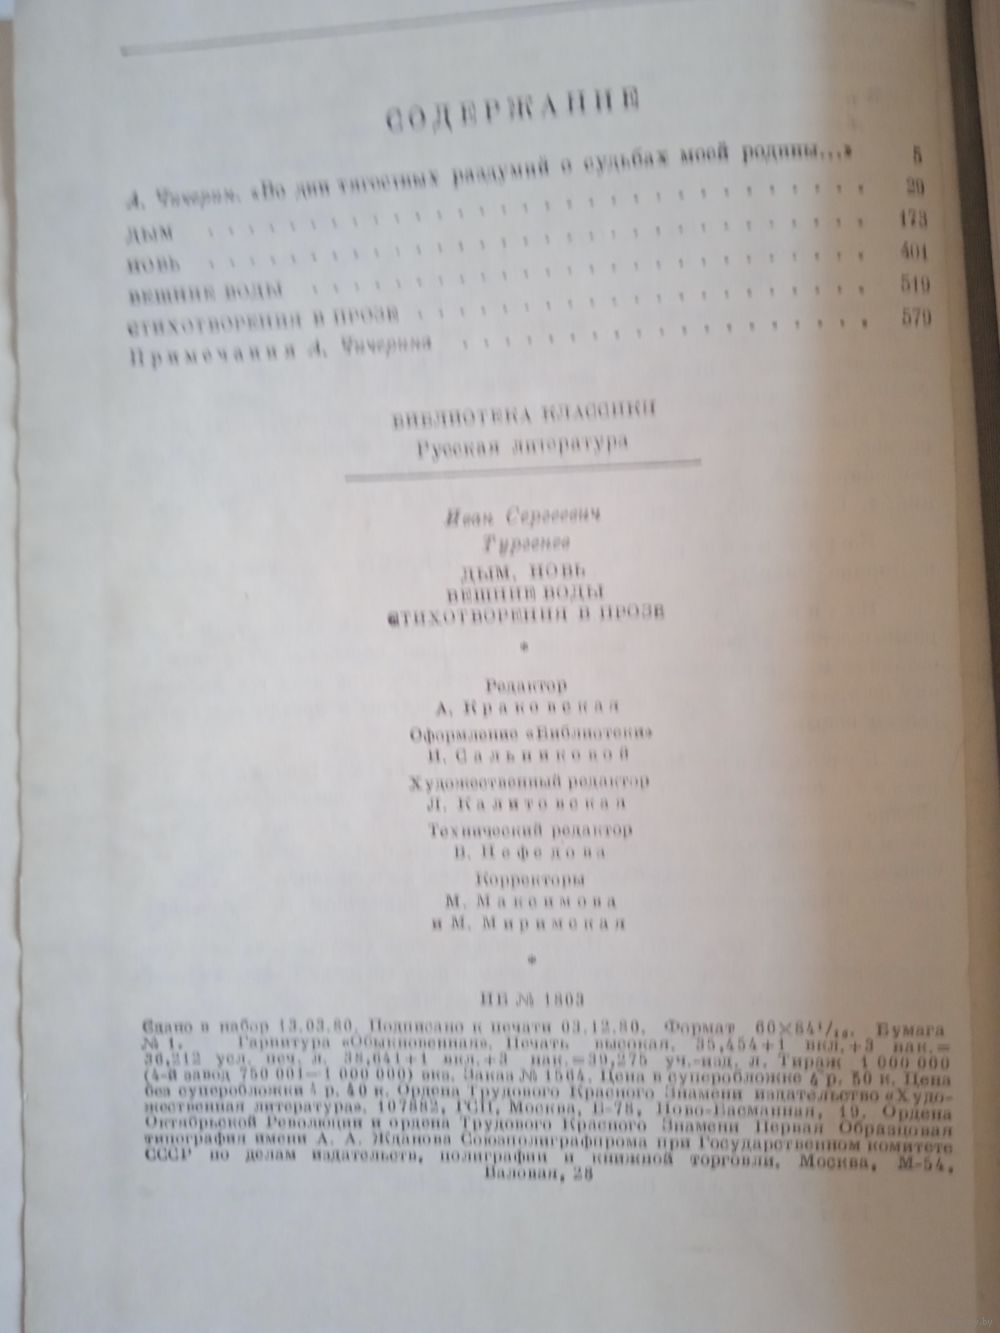 СОДЕРЖАНИЕ
А. Чичерин. «Во дни тягостных раздумий о судьбах моей родины...» 5
ДЫМ 29
НОВЬ 173
ВЕШНИЕ ВОДЫ 401
СТИХОТВОРЕНИЯ В ПРОЗЕ 519
Примечания А. Чичерина 579
БИБЛИОТЕКА КЛАССИКИ
Русская литература
Иван Сергеевич
Тургенев
ДЫМ. НОВЬ
ВЕШНИЕ ВОДЫ
СТИХОТВОРЕНИЯ В ПРОЗЕ
*
Редактор
А. Краковская
Оформление «Библиотеки»
Н. Сальниковой
Художественный редактор
Л. Калитовская
Технический редактор
В. Нефедова
Корректоры
М. Максимова
и М. Миримская
*
ИБ № 1803
Сдано в набор 13.03.80. Подписано к печати 03.12.80. Формат 60×84¹/₁₆. Бумага
№ 1. Гарнитура «Обыкновенная». Печать высокая. 35,454+1 вкл.+3 нак.=
36,212 усл. печ. л. 38,641+1 вкл.+3 нак.=39,275 уч.-изд. л. Тираж 1 000 000
(4-й завод 750 001—1 000 000) экз. Заказ № 1564. Цена в суперобложке 4 р. 50 к. Цена
без суперобложки 4 р. 40 к. Ордена Трудового Красного Знамени издательство «Худо-
жественная литература». 107882, ГСП, Москва, Б-78, Ново-Басманная, 19. Ордена
Октябрьской Революции и ордена Трудового Красного Знамени Первая Образцовая
типография имени А. А. Жданова Союзполиграфпрома при Государственном комитете
СССР по делам издательств, полиграфии и книжной торговли. Москва, М-54,
Валовая, 28